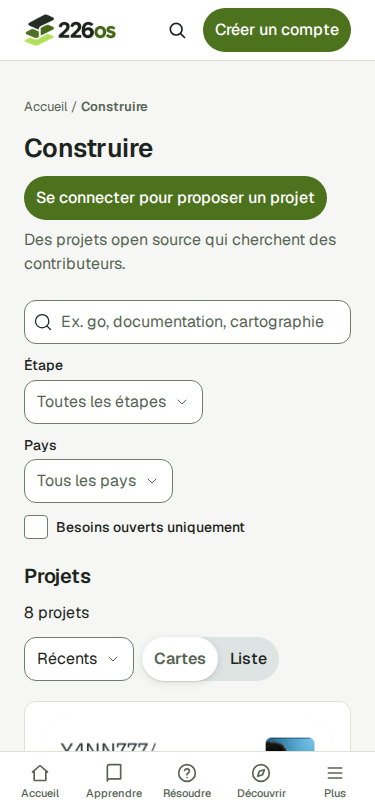 226os
Créer un compte
Accueil / Construire
Construire
Se connecter pour proposer un projet
Des projets open source qui cherchent des
contributeurs.
Ex. go, documentation, cartographie
Étape
Toutes les étapes
Pays
Tous les pays
Besoins ouverts uniquement
Projets
8 projets
Récents
Cartes
Liste
Y4NN777/
Accueil
Apprendre
Résoudre
Découvrir
Plus